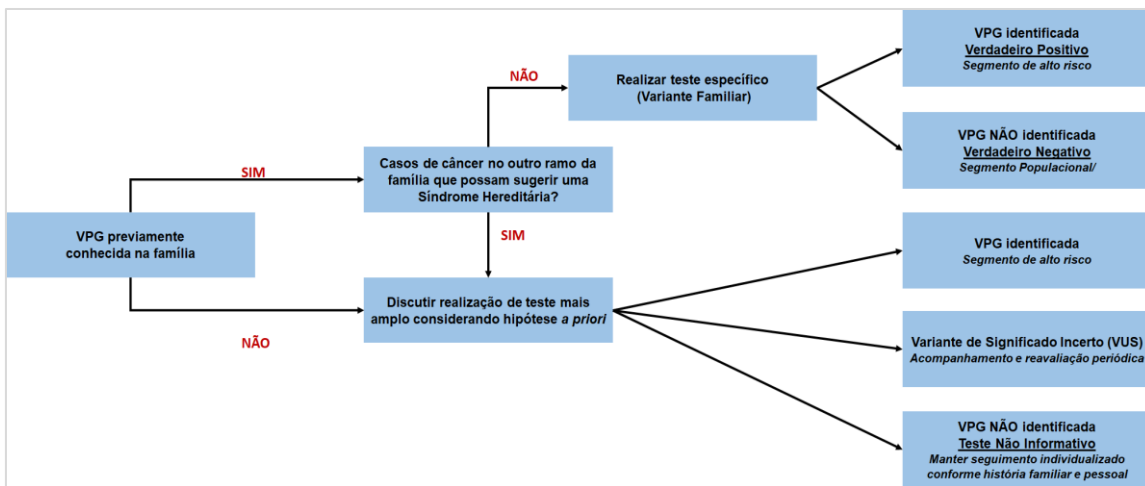 VPG previamente
conhecida na família
SIM
NÃO
Casos de câncer no outro ramo da
família que possam sugerir uma
Síndrome Hereditária?
NÃO
SIM
Discutir realização de teste mais
amplo considerando hipótese a priori
Realizar teste específico
(Variante Familiar)
VPG identificada
Verdadeiro Positivo
Segmento de alto risco
VPG NÃO identificada
Verdadeiro Negativo
Segmento Populacional/
VPG identificada
Segmento de alto risco
Variante de Significado Incerto (VUS)
Acompanhamento e reavaliação periódica
VPG NÃO identificada
Teste Não Informativo
Manter seguimento individualizado
conforme história familiar e pessoal